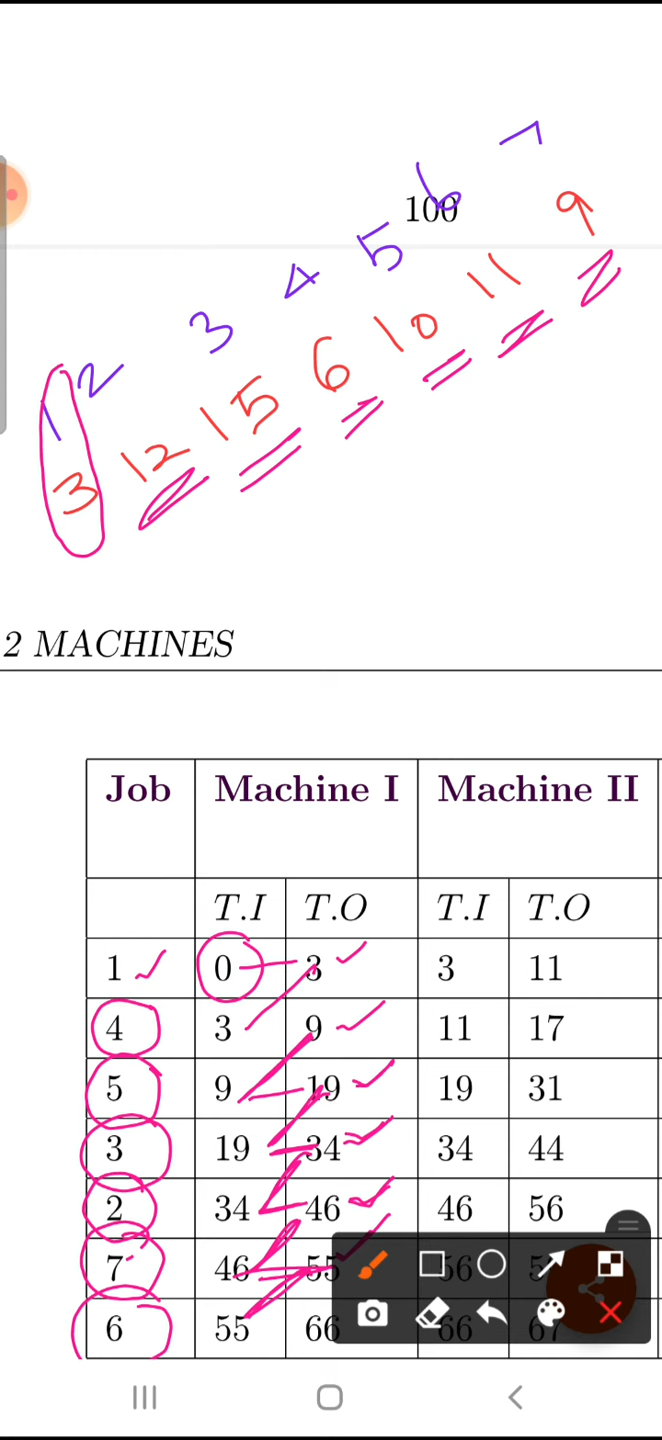 100
1 2 3 4 5 6 7
3 12 15 6 10 11 9
2 MACHINES
Job Machine I Machine II
T.I T.O T.I T.O
1 0 3 3 11
4 3 9 11 17
5 9 19 19 31
3 19 34 34 44
2 34 46 46 56
7 46 55 56
6 55 66 66 67